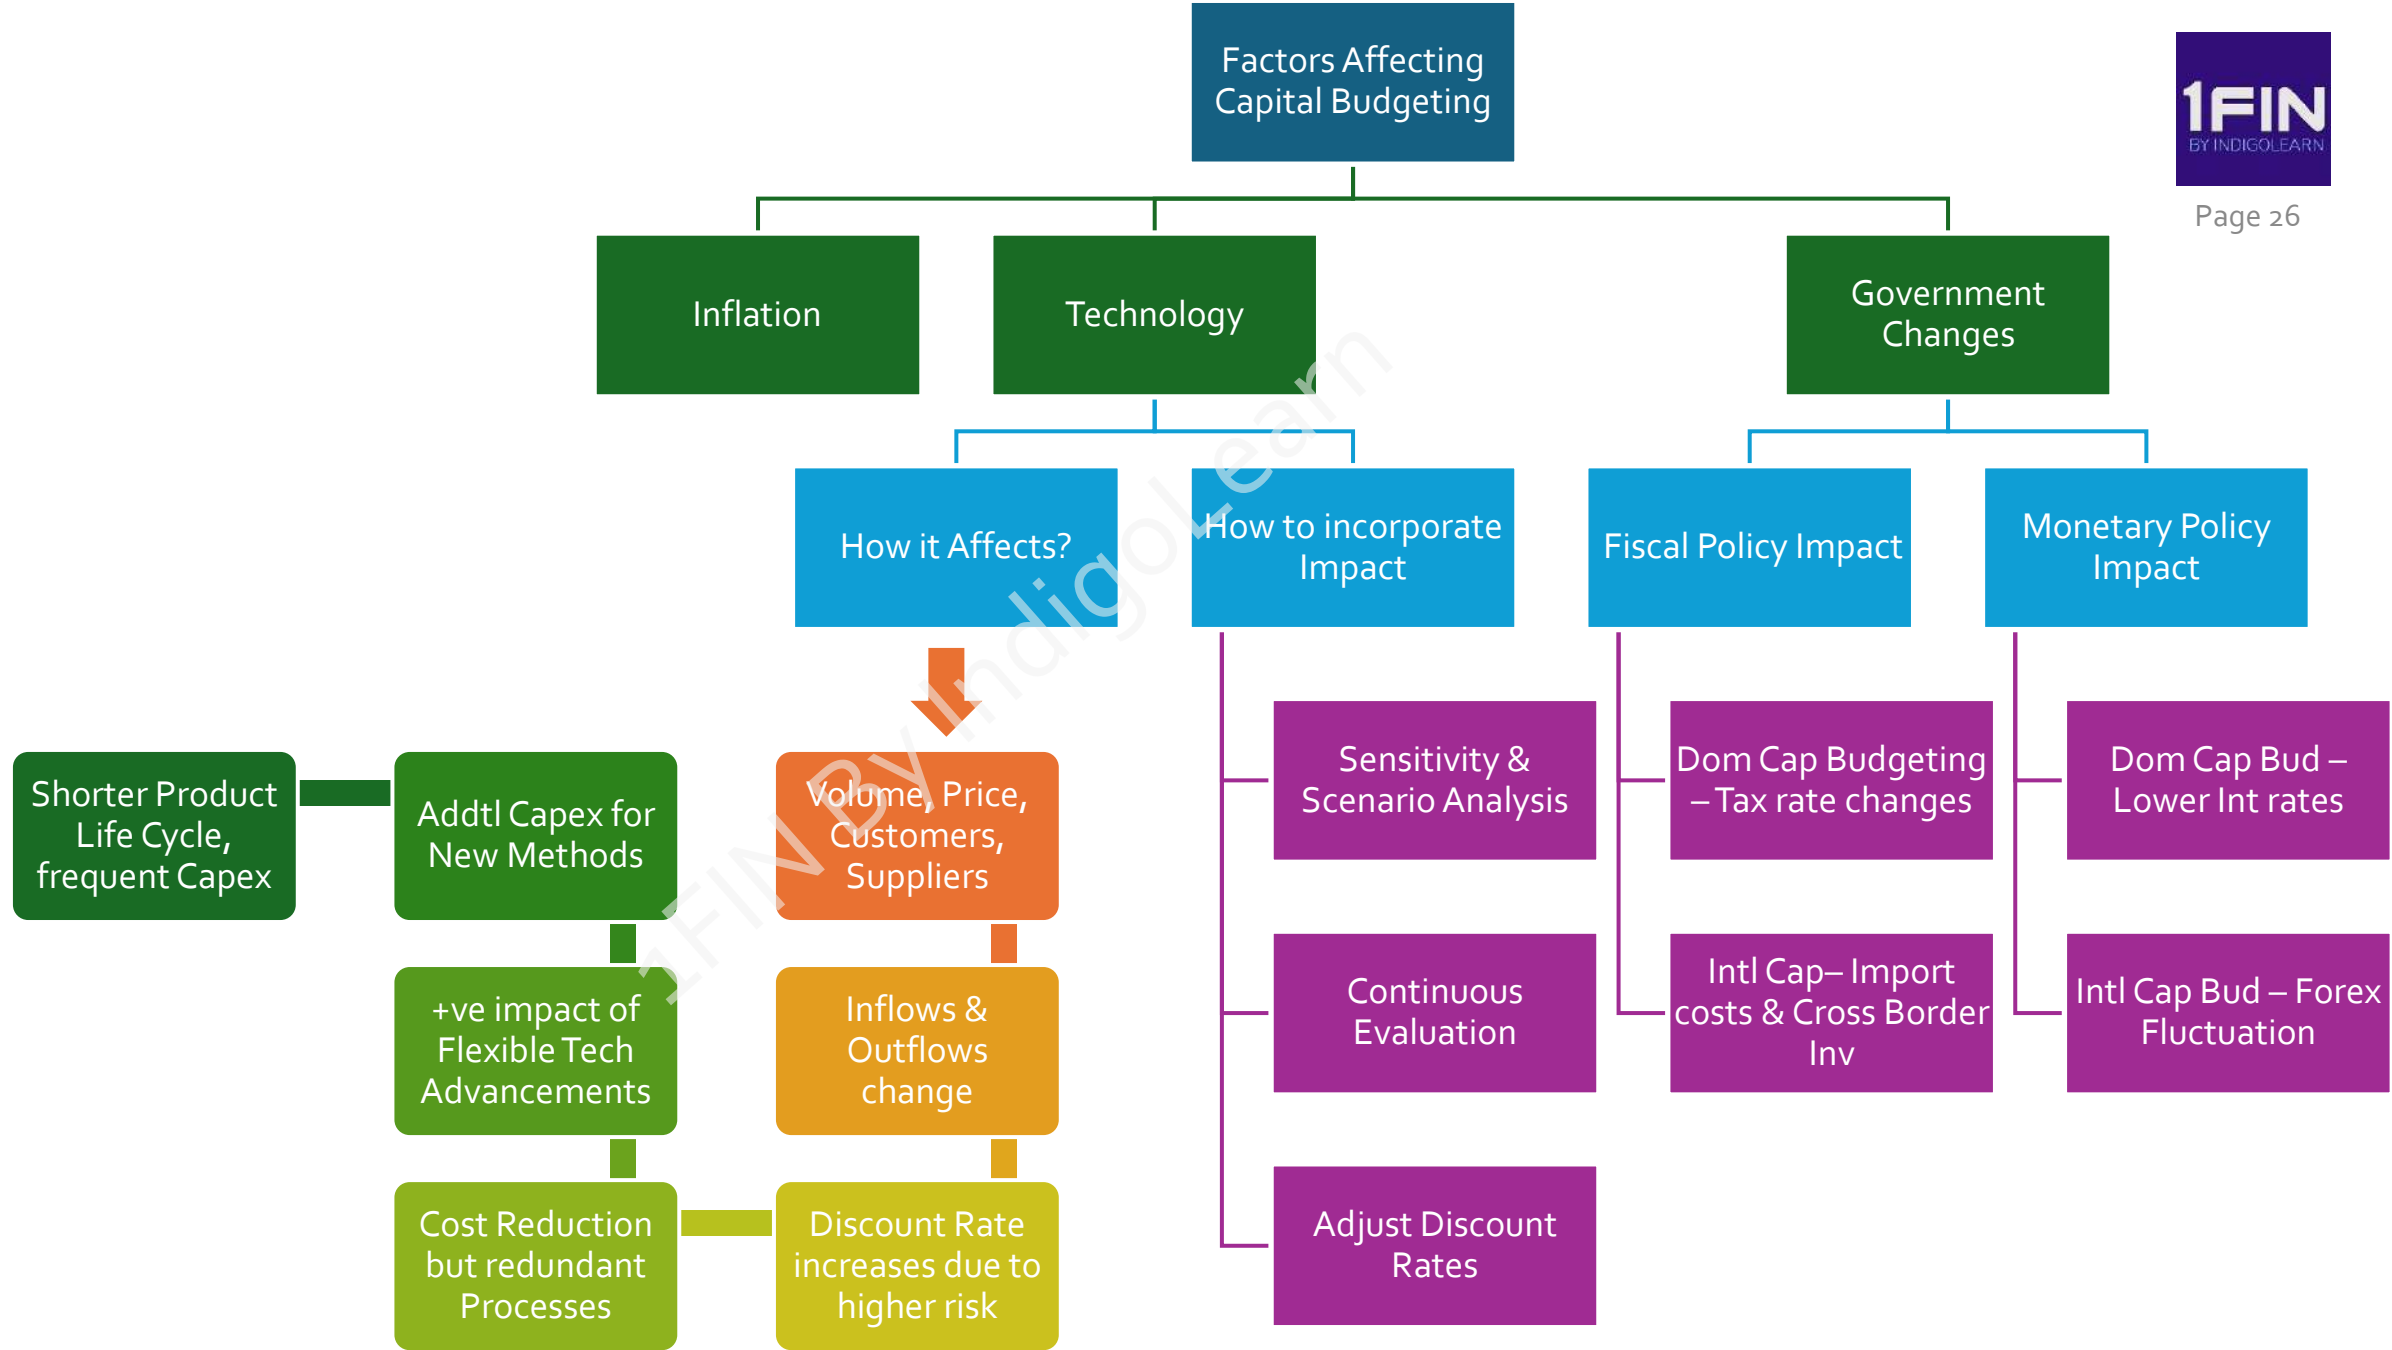 Factors Affecting
Capital Budgeting
1FIN
BY INDIGOLEARN
Page 26
Inflation
Technology
Government
Changes
How it Affects?
How to incorporate
Impact
Fiscal Policy Impact
Monetary Policy
Impact
Volume, Price,
Customers,
Suppliers
Inflows &
Outflows
change
Discount Rate
increases due to
higher risk
Cost Reduction
but redundant
Processes
+ve impact of
Flexible Tech
Advancements
Addtl Capex for
New Methods
Shorter Product
Life Cycle,
frequent Capex
Sensitivity &
Scenario Analysis
Continuous
Evaluation
Adjust Discount
Rates
Dom Cap Budgeting
– Tax rate changes
Intl Cap– Import
costs & Cross Border
Inv
Dom Cap Bud –
Lower Int rates
Intl Cap Bud – Forex
Fluctuation
1FIN By IndigoLearn